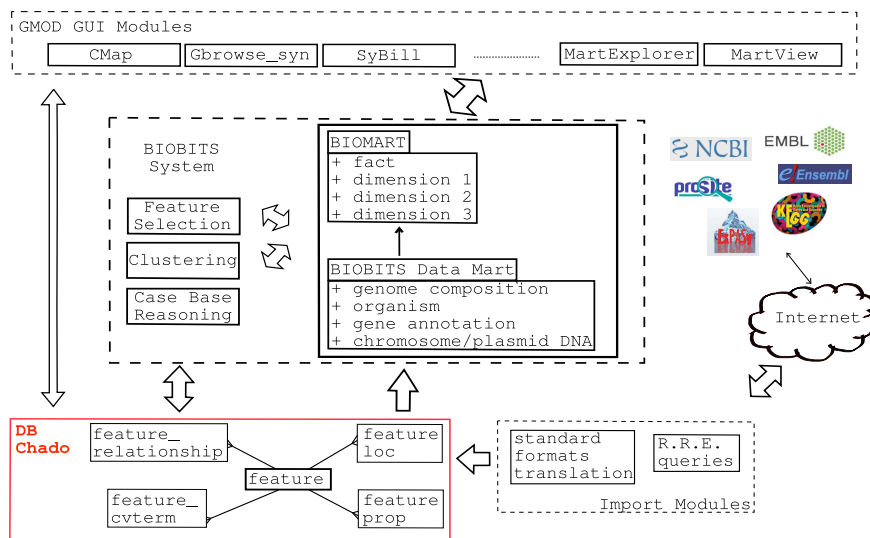 GMOD GUI Modules
CMap
Gbrowse_syn
SyBill
MartExplorer
MartView
BIOBITS
System
Feature
Selection
Clustering
Case Base
Reasoning
BIOMART
+ fact
+ dimension 1
+ dimension 2
+ dimension 3
BIOBITS Data Mart
+ genome composition
+ organism
+ gene annotation
+ chromosome/plasmid DNA
NCBI
EMBL
e!Ensembl
prosite
KEGG
ExPASy
Internet
DB
Chado
feature_
relationship
feature
loc
feature
feature_
cvterm
feature
prop
standard
formats
translation
R.R.E.
queries
Import Modules